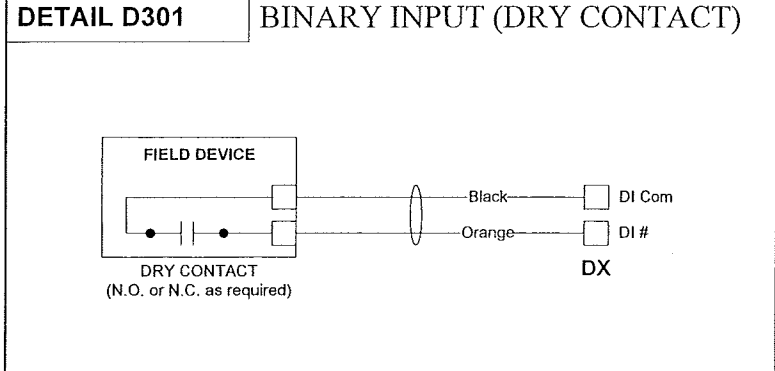 DETAIL D301
BINARY INPUT (DRY CONTACT)
FIELD DEVICE
Black
DI Com
Orange
DI #
DX
DRY CONTACT
(N.O. or N.C. as required)